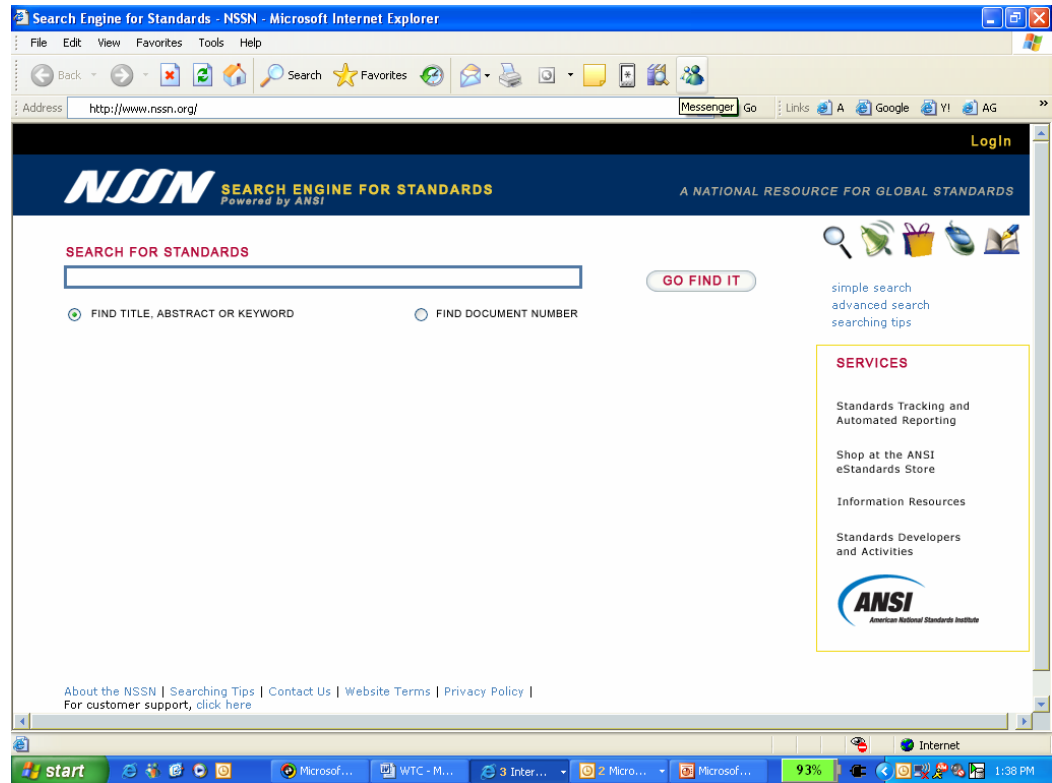 Search Engine for Standards - NSSN - Microsoft Internet Explorer
File Edit View Favorites Tools Help
Back Search Favorites
Address http://www.nssn.org/ Messenger Go Links A Google Y! AG »
LogIn
NSSN SEARCH ENGINE FOR STANDARDS
Powered by ANSI
A NATIONAL RESOURCE FOR GLOBAL STANDARDS
SEARCH FOR STANDARDS
GO FIND IT
FIND TITLE, ABSTRACT OR KEYWORD FIND DOCUMENT NUMBER
simple search
advanced search
searching tips
SERVICES
Standards Tracking and
Automated Reporting
Shop at the ANSI
eStandards Store
Information Resources
Standards Developers
and Activities
ANSI
American National Standards Institute
About the NSSN | Searching Tips | Contact Us | Website Terms | Privacy Policy |
For customer support, click here
Internet
start Microsof... WTC - M... 3 Inter... 2 Micro... Microsof... 93% 1:38 PM